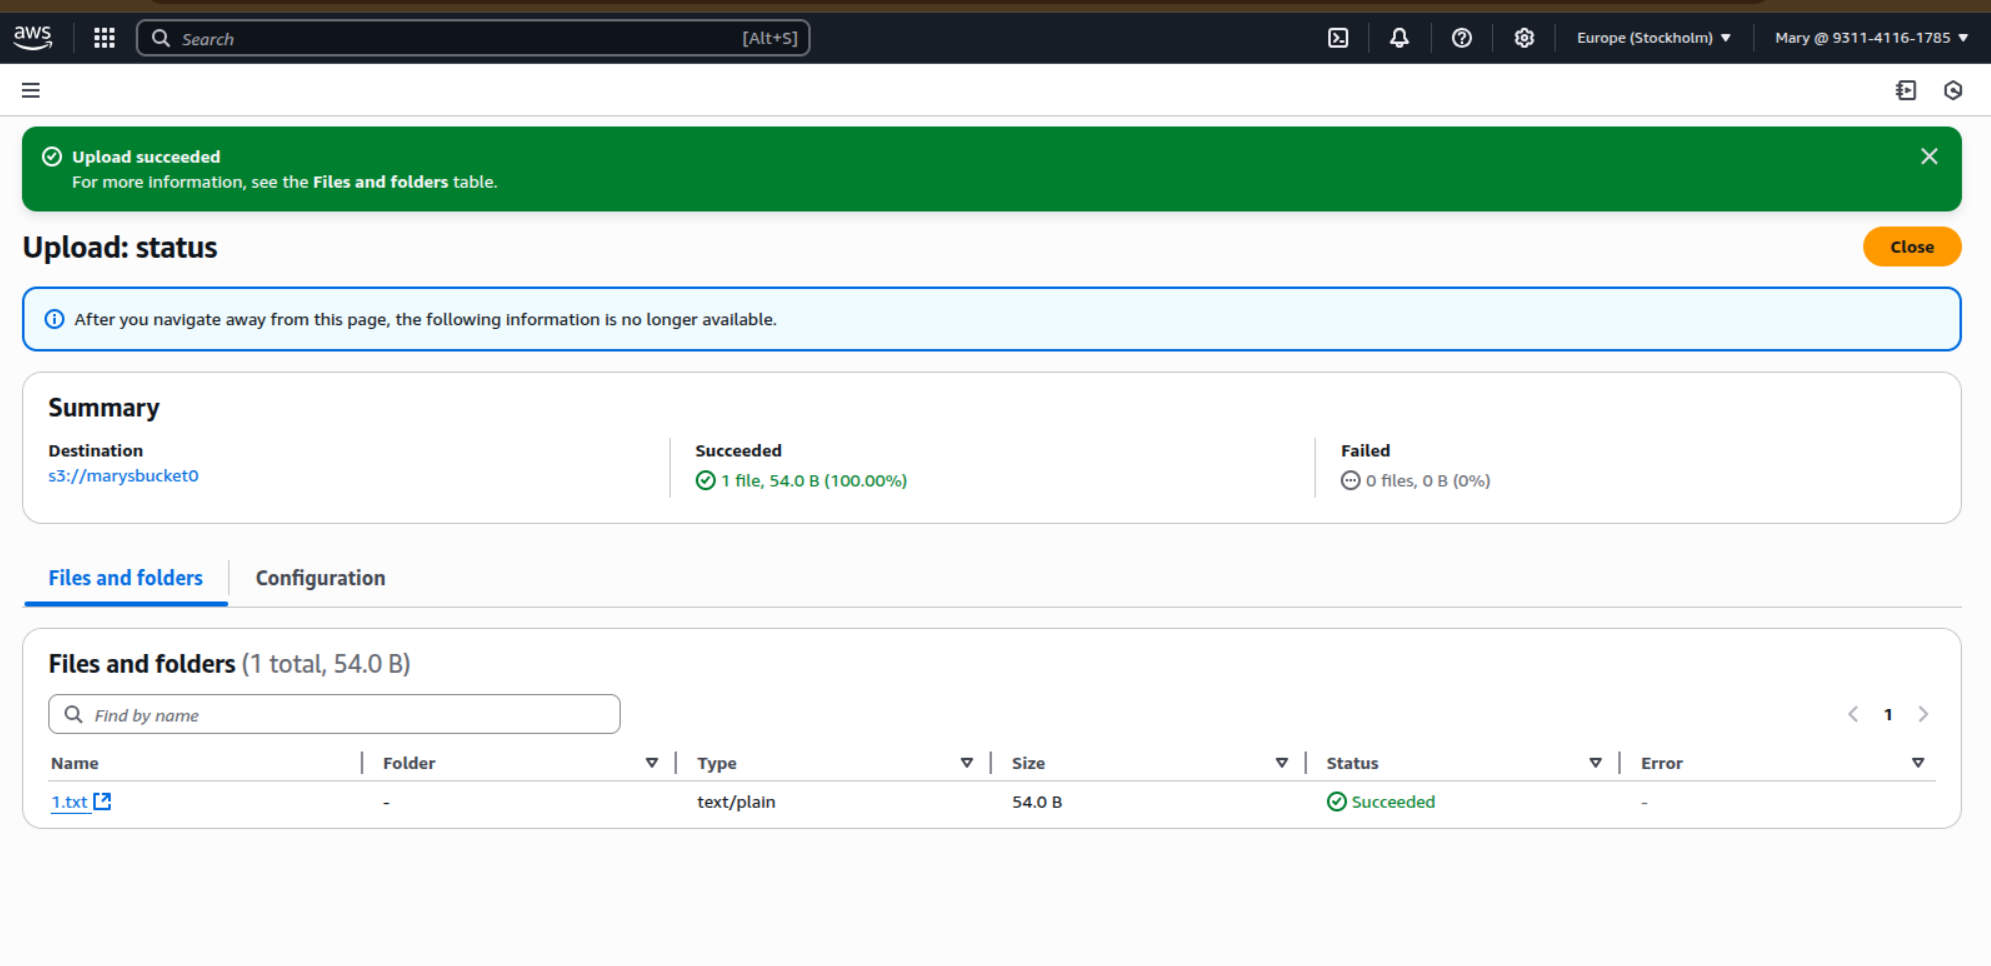 aws
Search [Alt+S]
Europe (Stockholm)
Mary @ 9311-4116-1785
Upload succeeded
For more information, see the Files and folders table.
Upload: status
Close
After you navigate away from this page, the following information is no longer available.
Summary
Destination
s3://marysbucket0
Succeeded
1 file, 54.0 B (100.00%)
Failed
0 files, 0 B (0%)
Files and folders
Configuration
Files and folders (1 total, 54.0 B)
Find by name
1
Name Folder Type Size Status Error
1.txt - text/plain 54.0 B Succeeded -